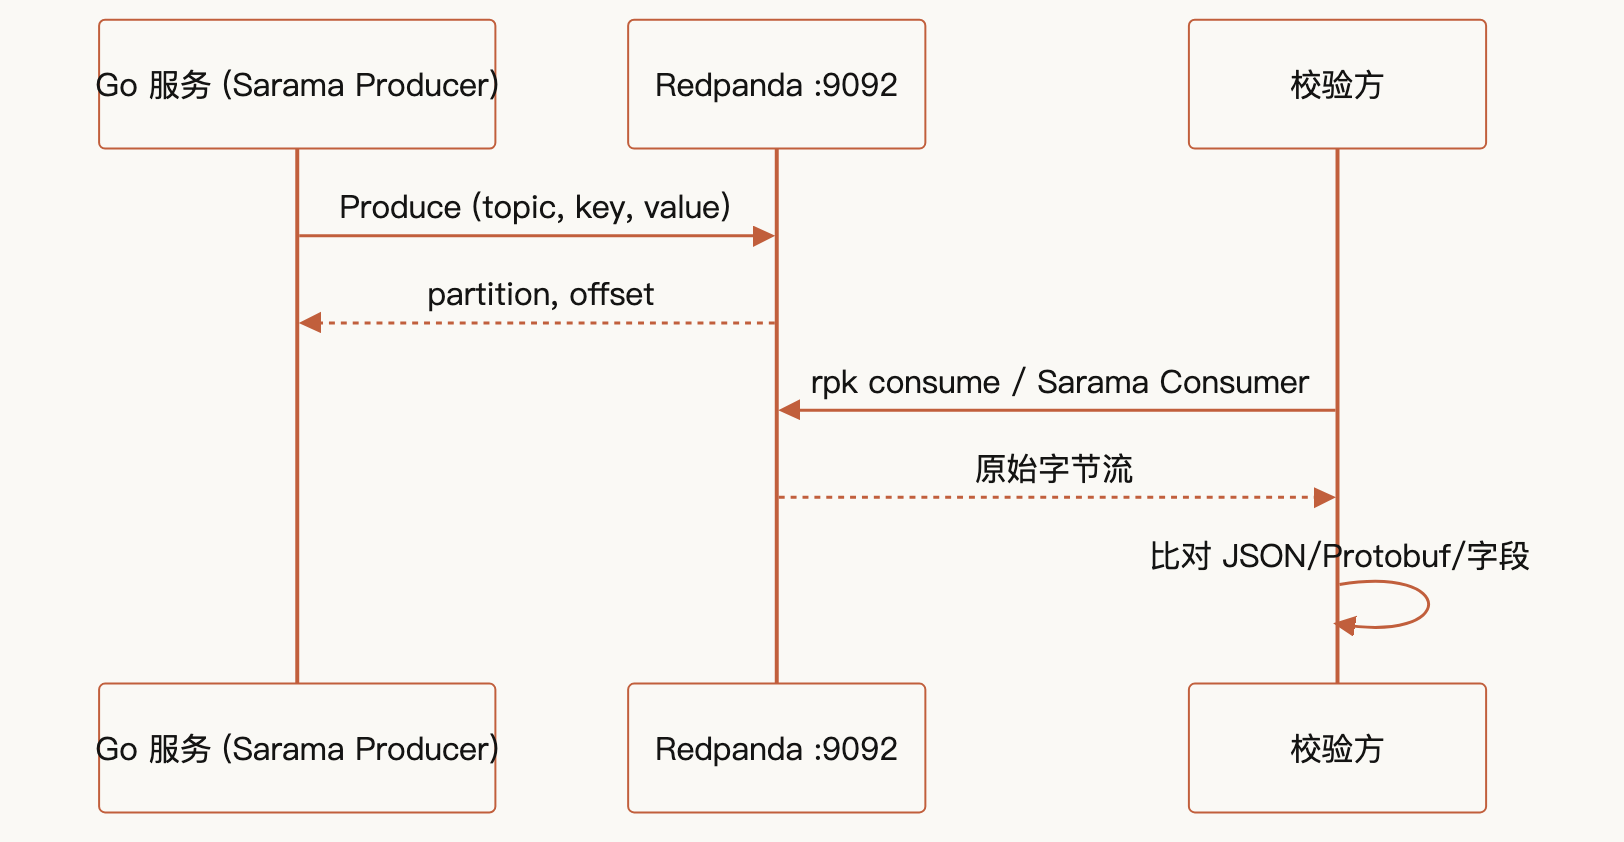 Go 服务 (Sarama Producer)
Redpanda :9092
校验方
Produce (topic, key, value)
partition, offset
rpk consume / Sarama Consumer
原始字节流
比对 JSON/Protobuf/字段
Go 服务 (Sarama Producer)
Redpanda :9092
校验方